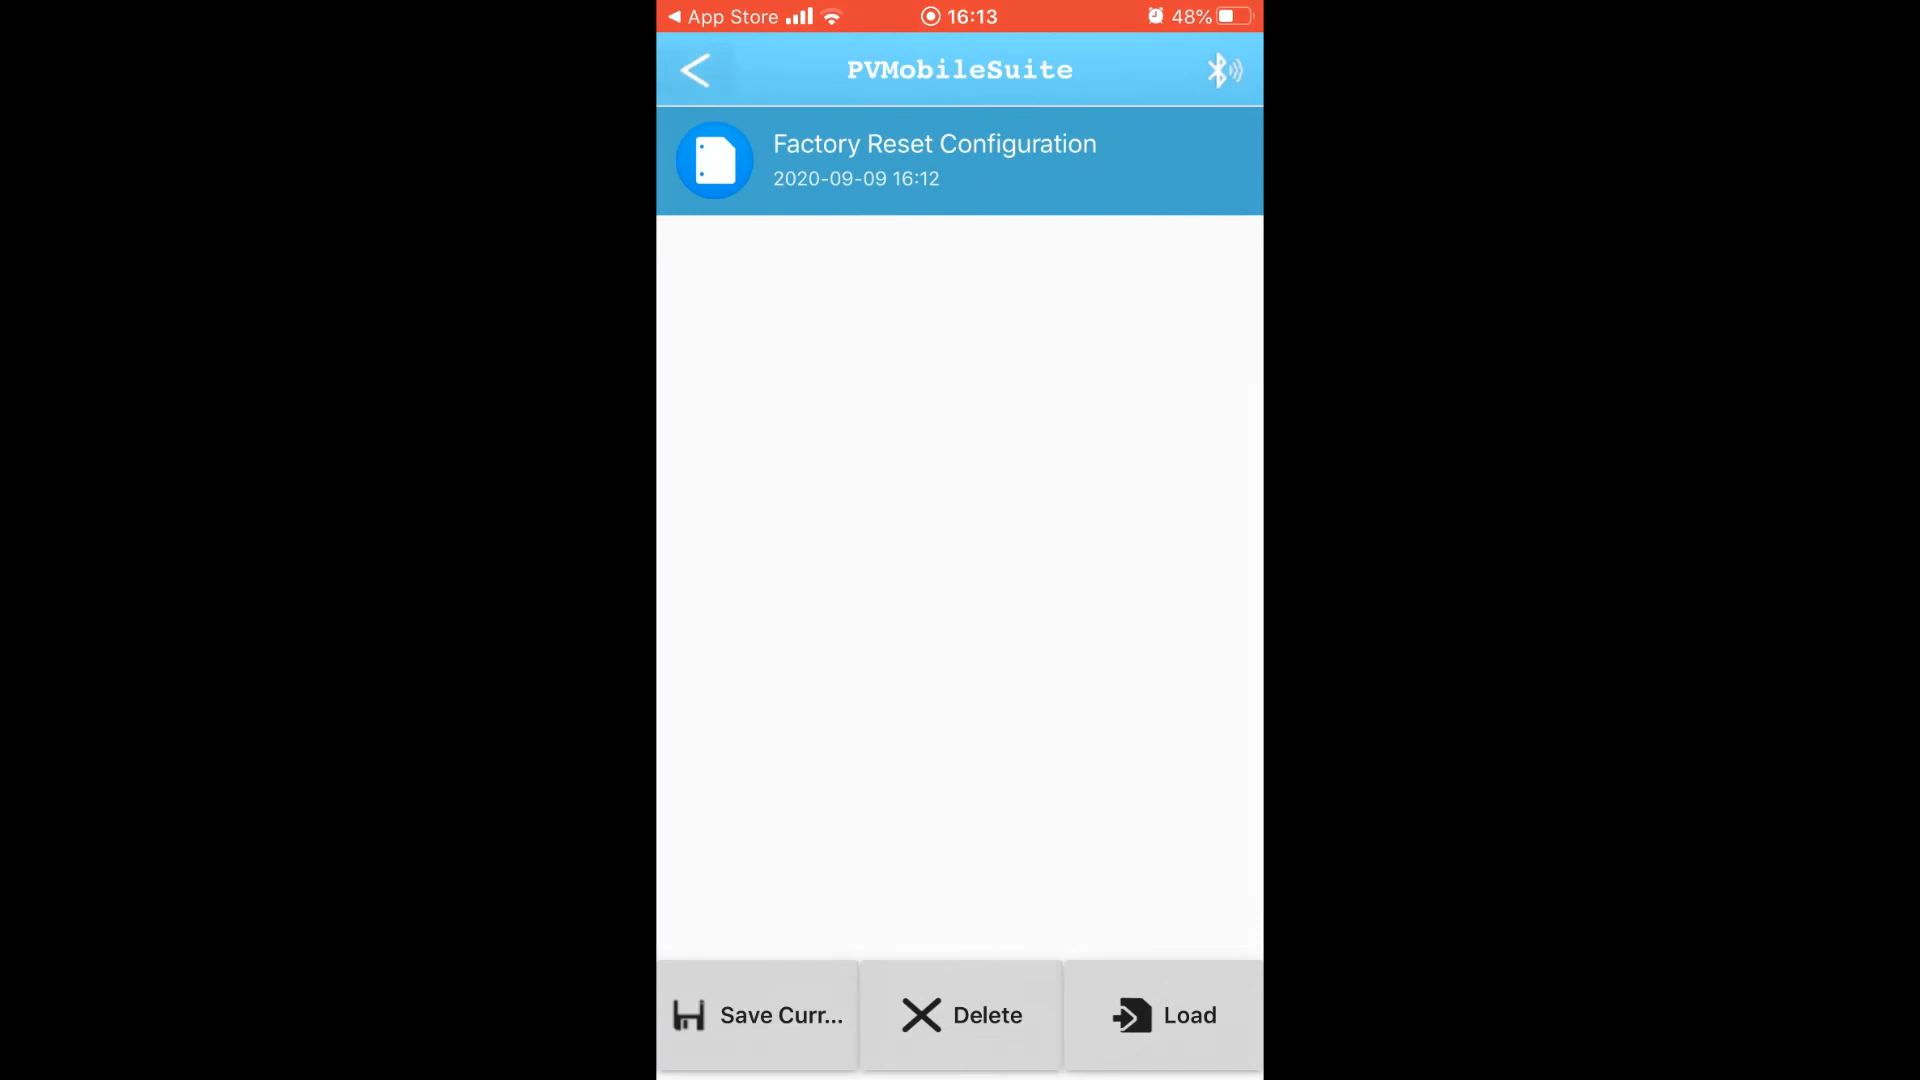 App Store 16:13 48%
PVMobileSuite
Factory Reset Configuration
2020-09-09 16:12
Save Curr... Delete Load